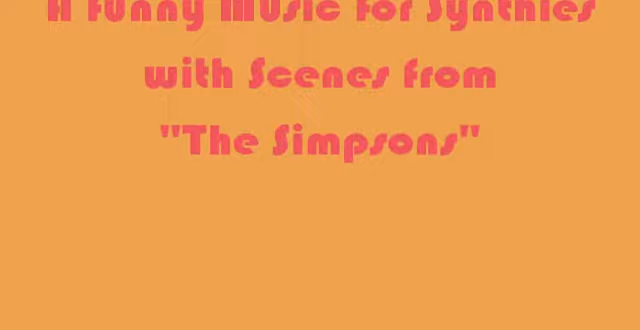 A Funny Music for Synthies
with Scenes from
"The Simpsons"